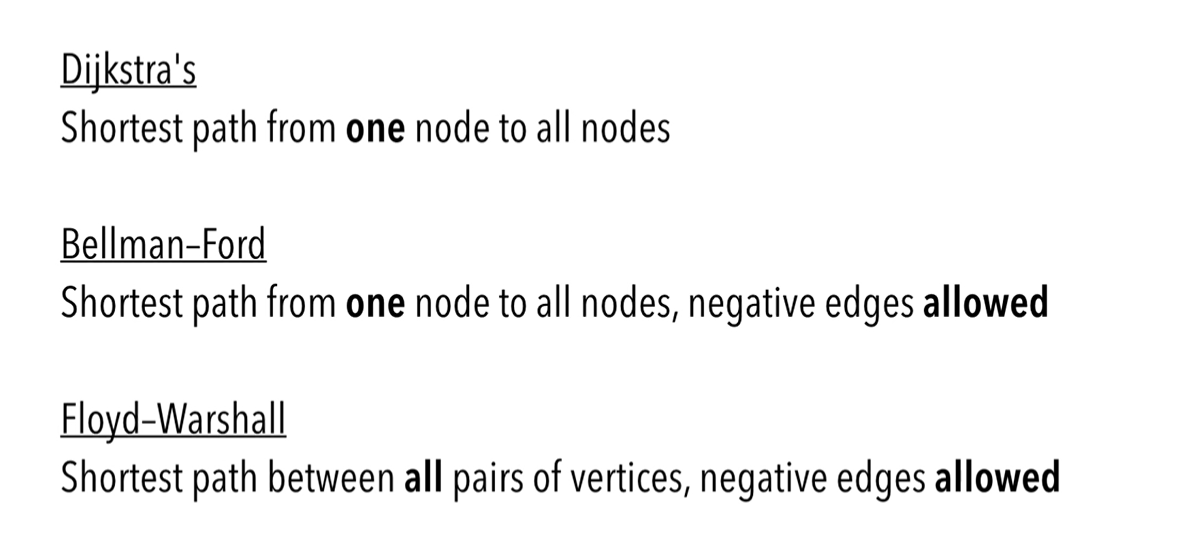 Dijkstra's
Shortest path from one node to all nodes
Bellman–Ford
Shortest path from one node to all nodes, negative edges allowed
Floyd–Warshall
Shortest path between all pairs of vertices, negative edges allowed